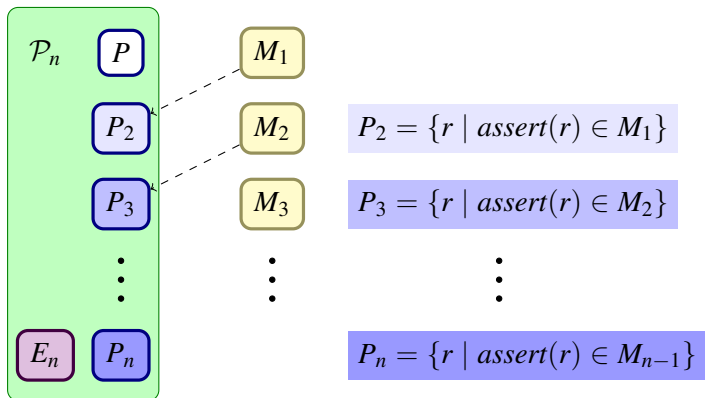 𝒫ₙ P M₁
P₂ M₂ P₂ = {r | assert(r) ∈ M₁}
P₃ M₃ P₃ = {r | assert(r) ∈ M₂}
⋮ ⋮ ⋮
Eₙ Pₙ Pₙ = {r | assert(r) ∈ Mₙ₋₁}